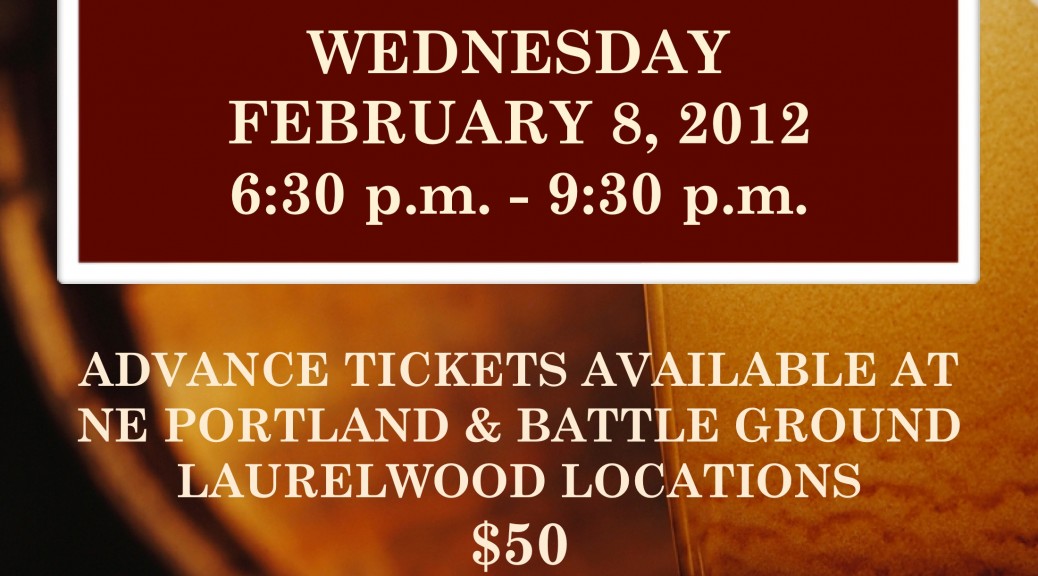 WEDNESDAY
FEBRUARY 8, 2012
6:30 p.m. - 9:30 p.m.
ADVANCE TICKETS AVAILABLE AT
NE PORTLAND & BATTLE GROUND
LAURELWOOD LOCATIONS
$50